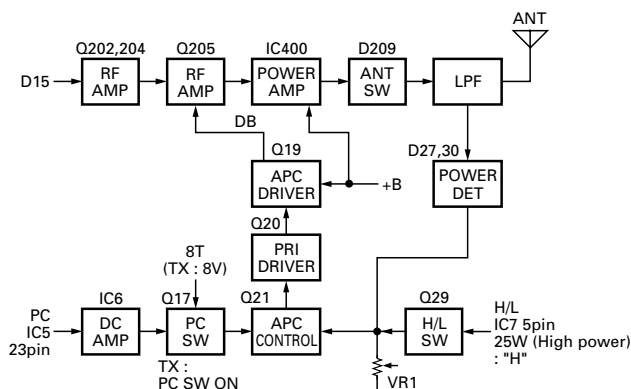 ANT
Q202,204
Q205
IC400
D209
D15
RF
AMP
RF
AMP
POWER
AMP
ANT
SW
LPF
DB
Q19
D27,30
APC
DRIVER
+B
POWER
DET
Q20
8T
(TX : 8V)
PRI
DRIVER
PC
IC5
23pin
IC6
DC
AMP
Q17
PC
SW
Q21
APC
CONTROL
Q29
H/L
SW
H/L
IC7 5pin
25W (High power)
: "H"
TX :
PC SW ON
VR1